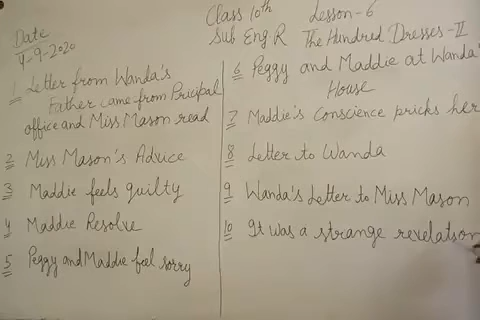 Date
4-9-2020
Class 10th Lesson-6
Sub Eng R The Hundred Dresses-II
1 Letter from Wanda's
Father came from Pricipal
office and Miss Mason read
2 Miss Mason's Advice
3 Maddie feels guilty
4 Maddie Resolve
5 Peggy and Maddie feel sorry
6 Peggy and Maddie at Wanda's
House
7 Maddie's Conscience pricks her
8 Letter to Wanda
9 Wanda's Letter to Miss Mason
10 It was a strange revelation